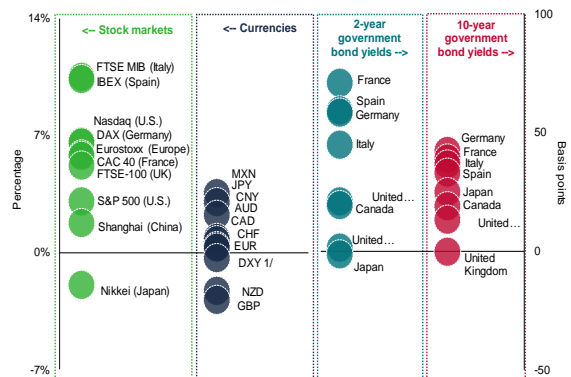 14%
7%
0%
-7%
Percentage
<-- Stock markets
FTSE MIB (Italy)
IBEX (Spain)
Nasdaq (U.S.)
DAX (Germany)
Eurostoxx (Europe)
CAC 40 (France)
FTSE-100 (UK)
S&P 500 (U.S.)
Shanghai (China)
Nikkei (Japan)
<-- Currencies
MXN
JPY
CNY
AUD
CAD
CHF
EUR
DXY 1/
NZD
GBP
2-year
government
bond yields -->
France
Spain
Germany
Italy
United…
Canada
United…
Japan
10-year
government
bond yields -->
Germany
France
Italy
Spain
Japan
Canada
United…
United
Kingdom
100
50
0
-50
Basis points